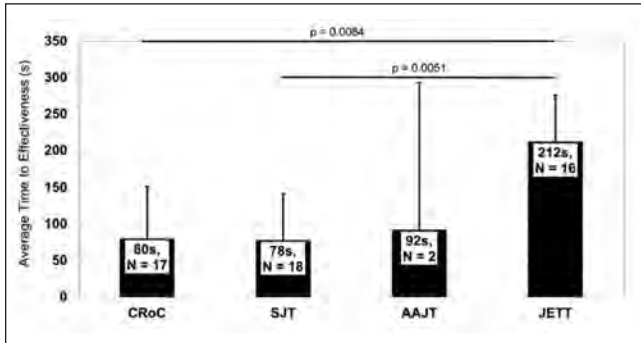 p = 0.0084
p = 0.0051
Average Time to Effectiveness (s)
350
300
250
200
150
100
50
0
80s,
N = 17
78s,
N = 18
92s,
N = 2
212s,
N = 16
CRoC
SJT
AAJT
JETT